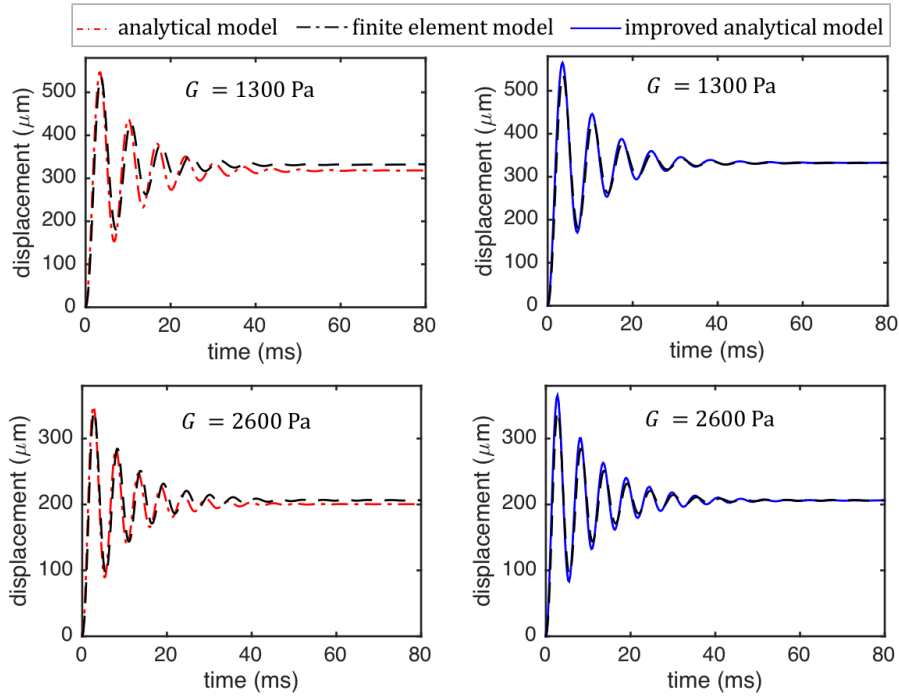 analytical model finite element model improved analytical model
G = 1300 Pa
displacement (μm)
500
400
300
200
100
0
0 20 40 60 80
time (ms)
G = 1300 Pa
displacement (μm)
500
400
300
200
100
0
0 20 40 60 80
time (ms)
G = 2600 Pa
displacement (μm)
300
200
100
0
0 20 40 60 80
time (ms)
G = 2600 Pa
displacement (μm)
300
200
100
0
0 20 40 60 80
time (ms)